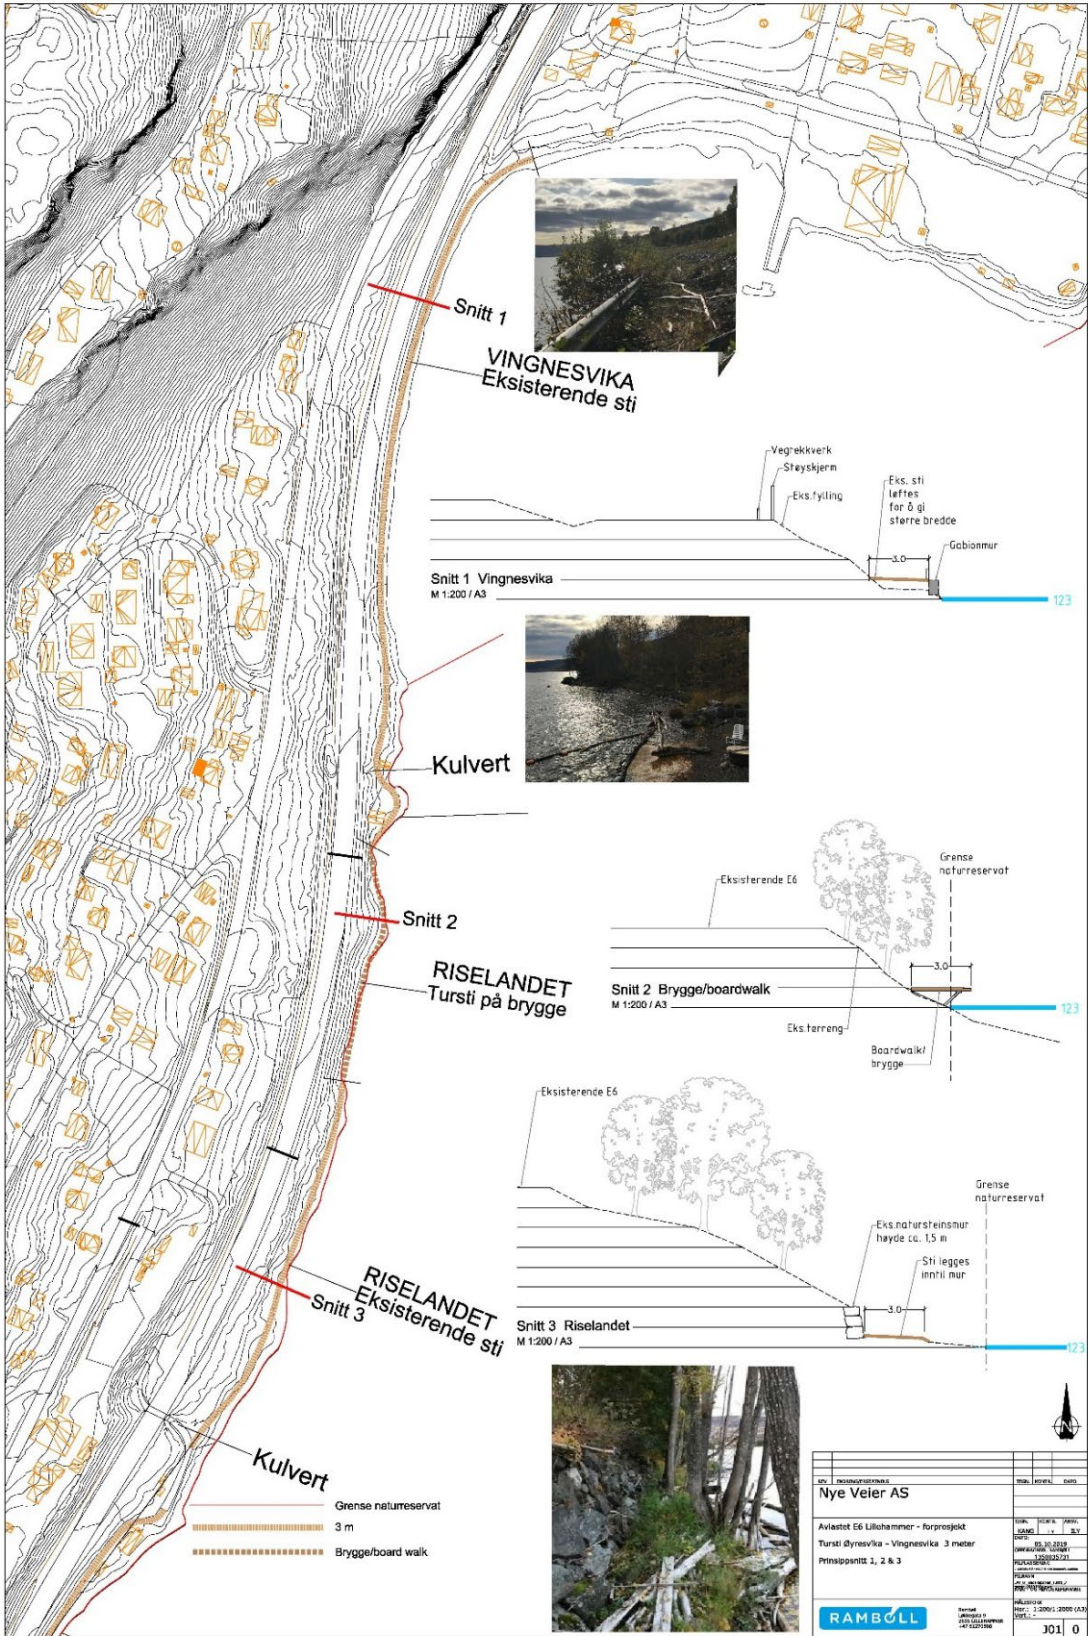 Snitt 1
VINGNESVIKA
Eksisterende sti
Vegrekkverk
Støyskjerm
Eks.fylling
Eks. sti
løftes
for å gi
større bredde
Gabionmur
3.0
Snitt 1 Vingnesvika
M 1:200 / A3
123
Kulvert
Snitt 2
RISELANDET
Tursti på brygge
Eksisterende E6
Grense
naturreservat
3.0
Snitt 2 Brygge/boardwalk
M 1:200 / A3
123
Eks.terreng
Boardwalk/
brygge
Eksisterende E6
Grense
naturreservat
Eks.natursteinsmur
høyde ca. 1,5 m
Sti legges
inntil mur
3.0
Snitt 3 Riselandet
M 1:200 / A3
123
RISELANDET
Eksisterende sti
Snitt 3
Kulvert
Grense naturreservat
3 m
Brygge/board walk
Nye Veier AS
Avlastet E6 Lillehammer - forprosjekt
Tursti Øyresvika - Vingnesvika 3 meter
Prinsippsnitt 1, 2 & 3
05.10.2019
RAMBOLL
J01 0